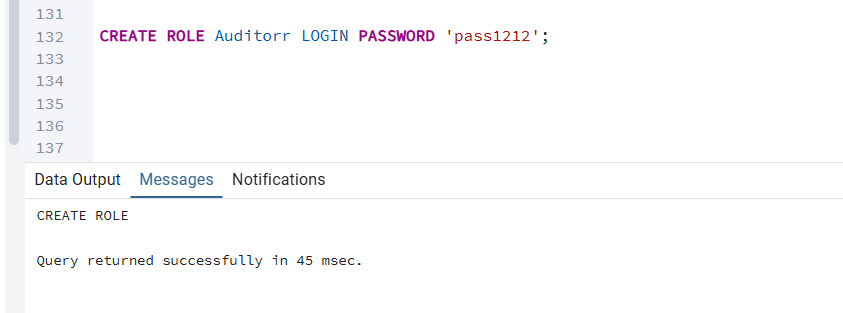 131
132 CREATE ROLE Auditorr LOGIN PASSWORD 'pass1212';
133
134
135
136
137
Data Output Messages Notifications
CREATE ROLE
Query returned successfully in 45 msec.